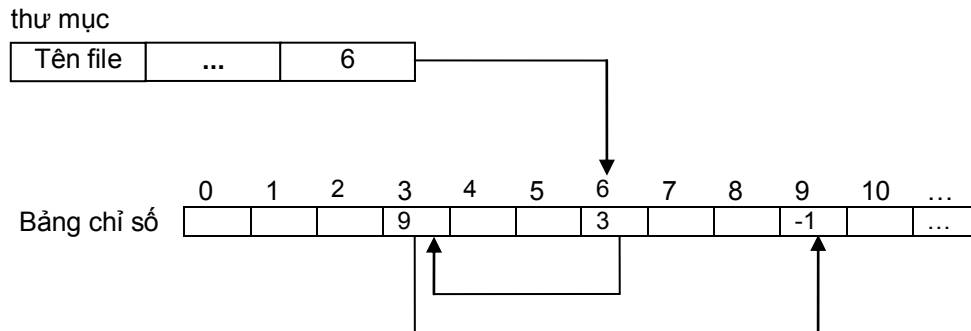 thư mục
Tên file ... 6
0 1 2 3 4 5 6 7 8 9 10 ...
Bảng chỉ số 9 3 -1 ...